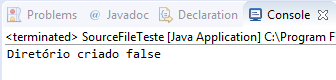 Problems @ Javadoc Declaration Console
<terminated> SourceFileTeste [Java Application] C:\Program F
Diretório criado false